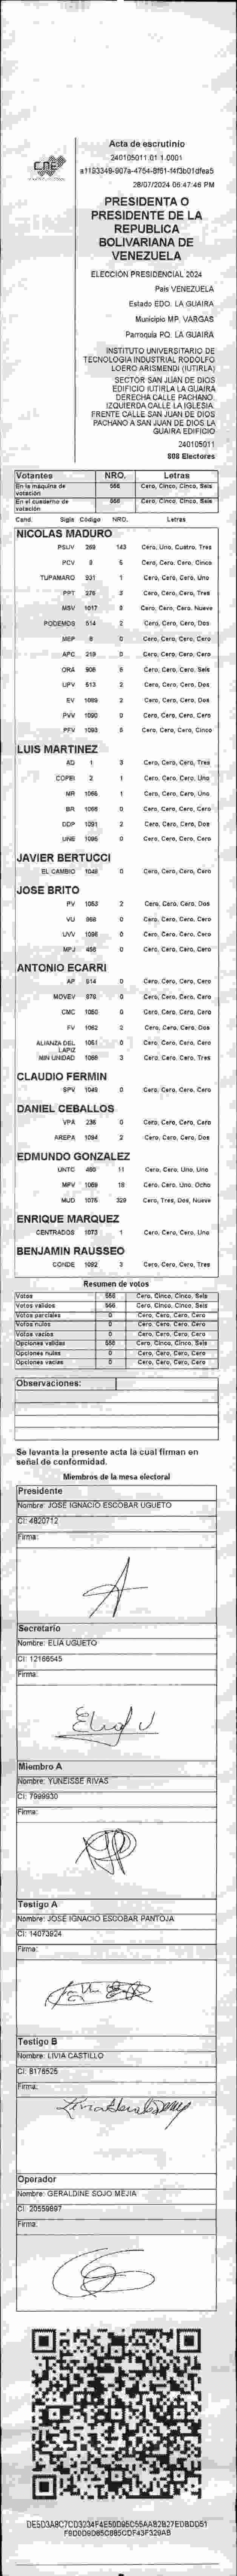 CNE
Acta de escrutinio
240105011.01.1.0001
28/07/2024 06:47:46 PM
PRESIDENTA O
PRESIDENTE DE LA
REPUBLICA
BOLIVARIANA DE
VENEZUELA
ELECCIÓN PRESIDENCIAL 2024
País VENEZUELA
Estado EDO. LA GUAIRA
Municipio MP. VARGAS
Parroquia PQ. LA GUAIRA
INSTITUTO UNIVERSITARIO DE
TECNOLOGÍA INDUSTRIAL RODOLFO
LOERO ARISMENDI (IUTIRLA)
SECTOR SAN JUAN DE DIOS
EDIFICIO IUTIRLA LA GUAIRA
DERECHA CALLE PACHANO.
IZQUIERDA CALLE LA IGLESIA.
FRENTE CALLE SAN JUAN DE DIOS
PACHANO A SAN JUAN DE DIOS LA
GUAIRA EDIFICIO
240105011
808 Electores
Votantes NRO. Letras
En la máquina de votación 556 Cero, Cinco, Cinco, Seis
En el cuaderno de votación 556 Cero, Cinco, Cinco, Seis
Cand. Sigla Código NRO. Letras
NICOLAS MADURO
PSUV 269 143 Cero, Uno, Cuatro, Tres
PCV 5 Cero, Cero, Cero, Cinco
TUPAMARO 931 1 Cero, Cero, Cero, Uno
PPT 276 3 Cero, Cero, Cero, Tres
MSV 1017 9 Cero, Cero, Cero, Nueve
PODEMOS 514 2 Cero, Cero, Cero, Dos
MEP 0 Cero, Cero, Cero, Cero
APC 219 0 Cero, Cero, Cero, Cero
ORA 906 6 Cero, Cero, Cero, Seis
UPV 513 2 Cero, Cero, Cero, Dos
EV 1089 2 Cero, Cero, Cero, Dos
PVV 1090 0 Cero, Cero, Cero, Cero
PFV 1093 5 Cero, Cero, Cero, Cinco
LUIS MARTINEZ
AD 1 3 Cero, Cero, Cero, Tres
COPEI 2 1 Cero, Cero, Cero, Uno
MR 1065 1 Cero, Cero, Cero, Uno
BR 0 Cero, Cero, Cero, Cero
DDP 1091 2 Cero, Cero, Cero, Dos
UNE 1095 0 Cero, Cero, Cero, Cero
JAVIER BERTUCCI
EL CAMBIO 1048 0 Cero, Cero, Cero, Cero
JOSE BRITO
PV 1053 2 Cero, Cero, Cero, Dos
VU 968 0 Cero, Cero, Cero, Cero
UVV 1096 0 Cero, Cero, Cero, Cero
MPJ 456 0 Cero, Cero, Cero, Cero
ANTONIO ECARRI
AP 914 0 Cero, Cero, Cero, Cero
MOVEV 979 0 Cero, Cero, Cero, Cero
CMC 1050 0 Cero, Cero, Cero, Cero
FV 1062 2 Cero, Cero, Cero, Dos
ALIANZA DEL LAPIZ 1051 0 Cero, Cero, Cero, Cero
MIN UNIDAD 1066 3 Cero, Cero, Cero, Tres
CLAUDIO FERMIN
SPV 1049 0 Cero, Cero, Cero, Cero
DANIEL CEBALLOS
VPA 236 0 Cero, Cero, Cero, Cero
AREPA 1094 2 Cero, Cero, Cero, Dos
EDMUNDO GONZALEZ
UNTC 480 11 Cero, Cero, Uno, Uno
MPV 1069 18 Cero, Cero, Uno, Ocho
MUD 1075 329 Cero, Tres, Dos, Nueve
ENRIQUE MARQUEZ
CENTRADOS 1073 1 Cero, Cero, Cero, Uno
BENJAMIN RAUSSEO
CONDE 1092 3 Cero, Cero, Cero, Tres
Resumen de votos
Votos 556 Cero, Cinco, Cinco, Seis
Votos validos 556 Cero, Cinco, Cinco, Seis
Votos parciales 0 Cero, Cero, Cero, Cero
Votos nulos 0 Cero, Cero, Cero, Cero
Votos vacíos 0 Cero, Cero, Cero, Cero
Opciones validas 556 Cero, Cinco, Cinco, Seis
Opciones nulas 0 Cero, Cero, Cero, Cero
Opciones vacías 0 Cero, Cero, Cero, Cero
Observaciones:
Se levanta la presente acta la cual firman en
señal de conformidad.
Miembros de la mesa electoral
Presidente
Nombre: JOSE IGNACIO ESCOBAR UGUETO
CI: 4820712
Firma:
Secretario
Nombre: ELIA UGUETO
CI: 12166545
Firma:
Miembro A
Nombre: YUNEISSE RIVAS
CI: 7999930
Firma:
Testigo A
Nombre: JOSE IGNACIO ESCOBAR PANTOJA
CI: 14073924
Firma:
Testigo B
Nombre: LIVIA CASTILLO
CI: 8176525
Firma:
Operador
Nombre: GERALDINE SOJO MEJIA
CI: 20559897
Firma: